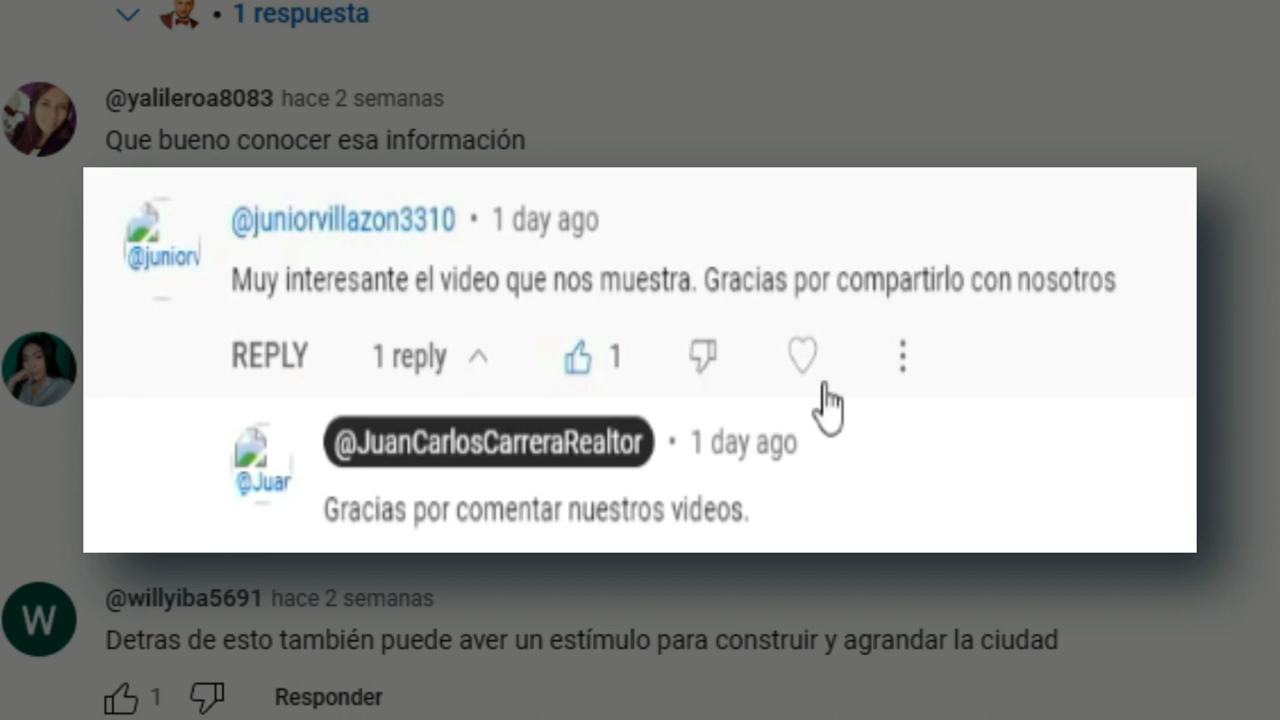 1 respuesta
@yalileroa8083 hace 2 semanas
Que bueno conocer esa información
@juniorvillazon3310 • 1 day ago
@juniorv
Muy interesante el video que nos muestra. Gracias por compartirlo con nosotros
REPLY 1 reply 1
@JuanCarlosCarreraRealtor • 1 day ago
@Juar
Gracias por comentar nuestros videos.
W
@willyiba5691 hace 2 semanas
Detras de esto también puede aver un estímulo para construir y agrandar la ciudad
1 Responder